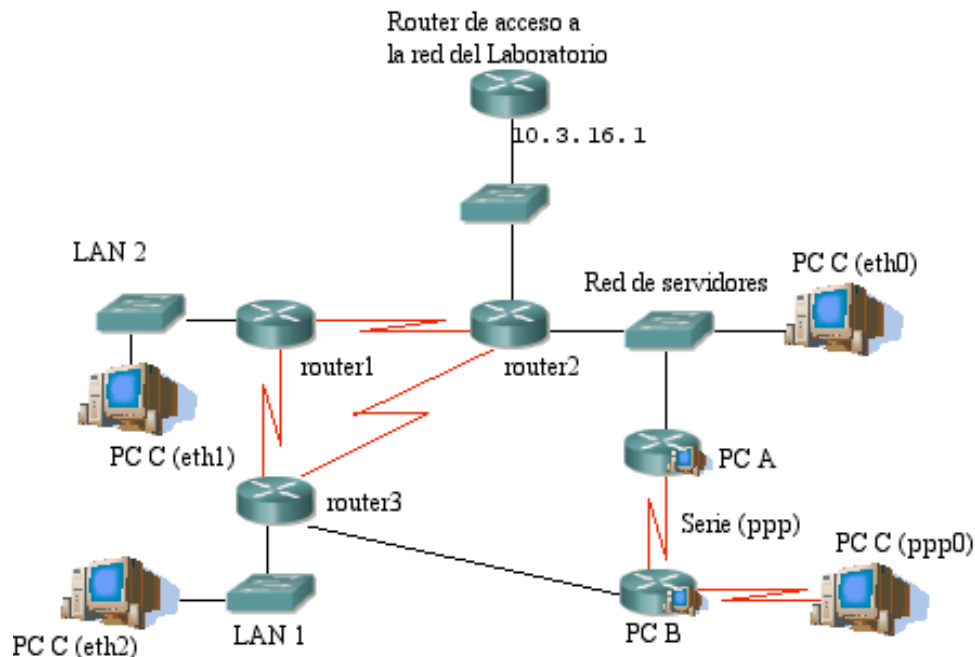 Router de acceso a
la red del Laboratorio
10.3.16.1
LAN 2
PC C (eth0)
Red de servidores
router1
router2
PC C (eth1)
PC A
router3
Serie (ppp)
PC C (ppp0)
LAN 1
PC B
PC C (eth2)